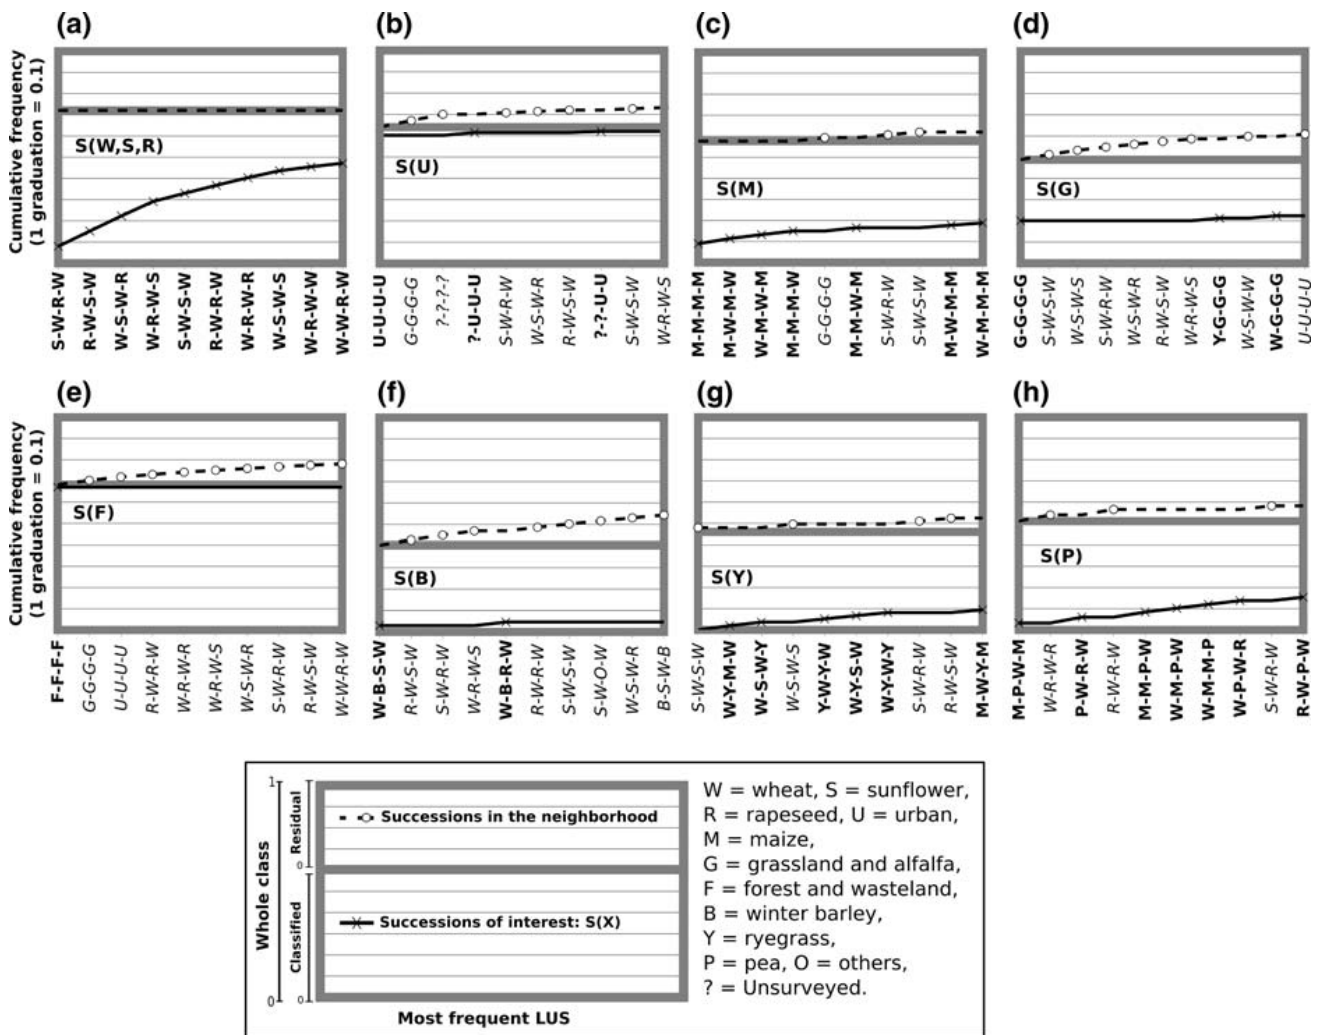 (a)
(b)
(c)
(d)
Cumulative frequency
(1 graduation = 0.1)
S(W,S,R)
S(U)
S(M)
S(G)
S-W-R-W
R-W-S-W
W-S-W-R
W-R-W-S
S-W-S-W
R-W-R-W
W-R-W-R
W-S-W-S
W-R-W-W
W-W-R-W
U-U-U-U
G-G-G-G
?-?-?-?
?-U-U-U
S-W-R-W
W-S-W-R
R-W-S-W
?-?-U-U
S-W-S-W
W-R-W-S
M-M-M-M
M-W-M-W
W-M-W-M
M-M-M-W
G-G-G-G
M-M-W-M
S-W-R-W
S-W-S-W
M-W-M-M
W-M-M-M
G-G-G-G
S-W-S-W
W-S-W-S
S-W-R-W
W-S-W-R
R-W-S-W
W-R-W-S
Y-G-G-G
W-S-W-W
W-G-G-G
U-U-U-U
(e)
(f)
(g)
(h)
Cumulative frequency
(1 graduation = 0.1)
S(F)
S(B)
S(Y)
S(P)
F-F-F-F
G-G-G-G
U-U-U-U
R-W-R-W
W-R-W-R
W-R-W-S
W-S-W-R
S-W-R-W
R-W-S-W
W-W-R-W
W-B-S-W
R-W-S-W
S-W-R-W
W-R-W-S
W-B-R-W
R-W-R-W
S-W-S-W
S-W-O-W
W-S-W-R
B-S-W-B
S-W-S-W
W-Y-M-W
W-S-W-Y
W-S-W-S
Y-W-Y-W
W-Y-S-W
W-Y-W-Y
S-W-R-W
R-W-S-W
M-W-Y-M
M-P-W-M
W-R-W-R
P-W-R-W
R-W-R-W
M-M-P-W
W-M-P-W
W-M-M-P
W-P-W-R
S-W-R-W
R-W-P-W
Whole class
1
0
Residual
0
Classified
0
Successions in the neighborhood
Successions of interest: S(X)
Most frequent LUS
W = wheat, S = sunflower,
R = rapeseed, U = urban,
M = maize,
G = grassland and alfalfa,
F = forest and wasteland,
B = winter barley,
Y = ryegrass,
P = pea, O = others,
? = Unsurveyed.